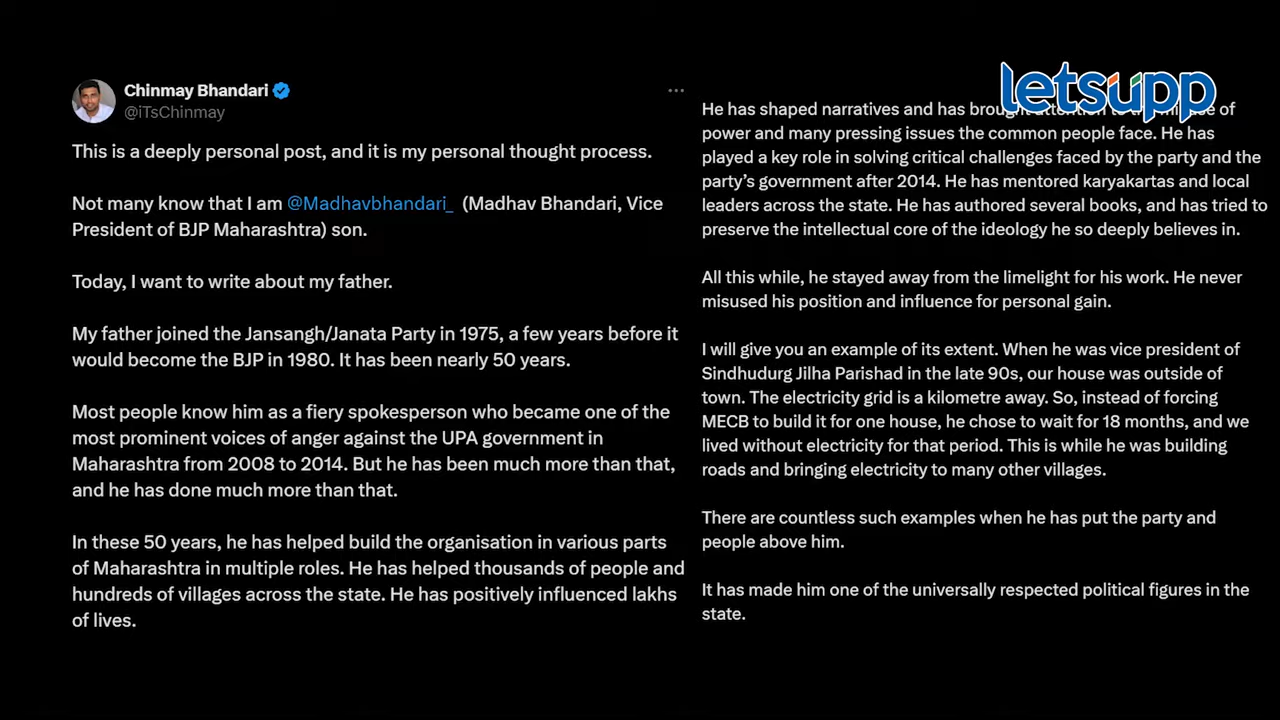 Chinmay Bhandari
@iTsChinmay
This is a deeply personal post, and it is my personal thought process.
Not many know that I am @Madhavbhandari_ (Madhav Bhandari, Vice
President of BJP Maharashtra) son.
Today, I want to write about my father.
My father joined the Jansangh/Janata Party in 1975, a few years before it
would become the BJP in 1980. It has been nearly 50 years.
Most people know him as a fiery spokesperson who became one of the
most prominent voices of anger against the UPA government in
Maharashtra from 2008 to 2014. But he has been much more than that,
and he has done much more than that.
In these 50 years, he has helped build the organisation in various parts
of Maharashtra in multiple roles. He has helped thousands of people and
hundreds of villages across the state. He has positively influenced lakhs
of lives.
letsupp
He has shaped narratives and has brought attention to of
power and many pressing issues the common people face. He has
played a key role in solving critical challenges faced by the party and the
party's government after 2014. He has mentored karyakartas and local
leaders across the state. He has authored several books, and has tried to
preserve the intellectual core of the ideology he so deeply believes in.
All this while, he stayed away from the limelight for his work. He never
misused his position and influence for personal gain.
I will give you an example of its extent. When he was vice president of
Sindhudurg Jilha Parishad in the late 90s, our house was outside of
town. The electricity grid is a kilometre away. So, instead of forcing
MECB to build it for one house, he chose to wait for 18 months, and we
lived without electricity for that period. This is while he was building
roads and bringing electricity to many other villages.
There are countless such examples when he has put the party and
people above him.
It has made him one of the universally respected political figures in the
state.